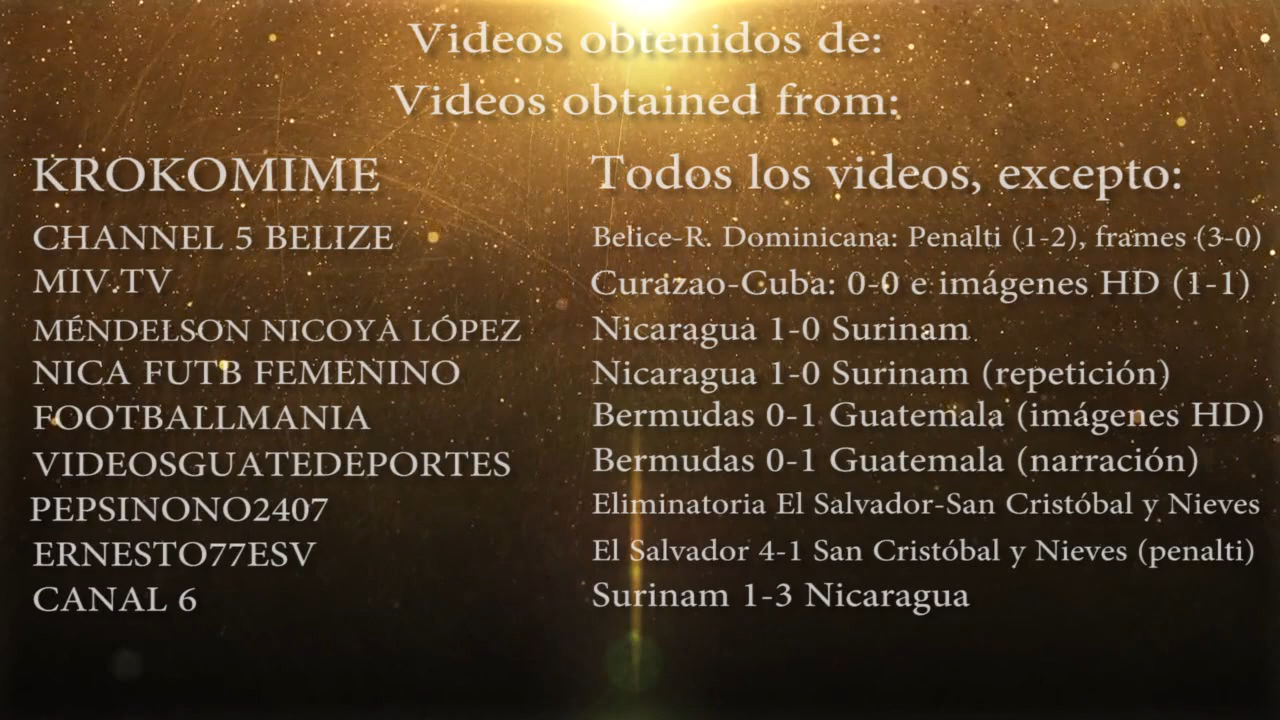 Videos obtenidos de:
Videos obtained from:
KROKOMIME Todos los videos, excepto:
CHANNEL 5 BELIZE Belice-R. Dominicana: Penalti (1-2), frames (3-0)
MIV.TV Curazao-Cuba: 0-0 e imágenes HD (1-1)
MÉNDELSON NICOYA LÓPEZ Nicaragua 1-0 Surinam
NICA FUTB FEMENINO Nicaragua 1-0 Surinam (repetición)
FOOTBALLMANIA Bermudas 0-1 Guatemala (imágenes HD)
VIDEOSGUATEDEPORTES Bermudas 0-1 Guatemala (narración)
PEPSINONO2407 Eliminatoria El Salvador-San Cristóbal y Nieves
ERNESTO77ESV El Salvador 4-1 San Cristóbal y Nieves (penalti)
CANAL 6 Surinam 1-3 Nicaragua